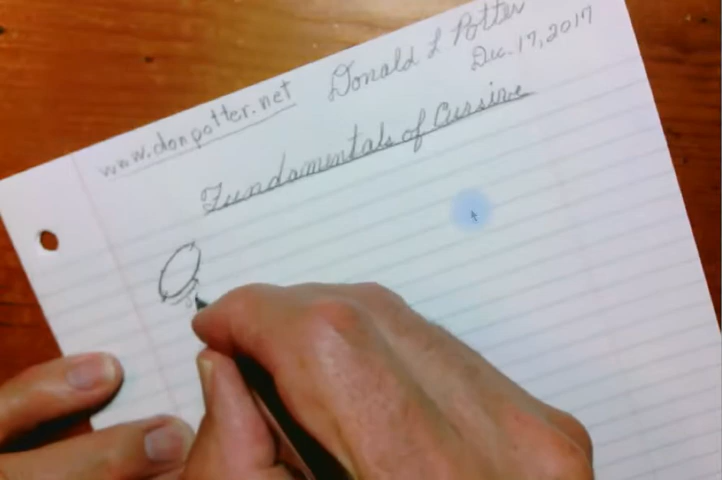 Donald L Potter
www.donpotter.net
Dec. 17, 2017
Fundamentals of Cursive